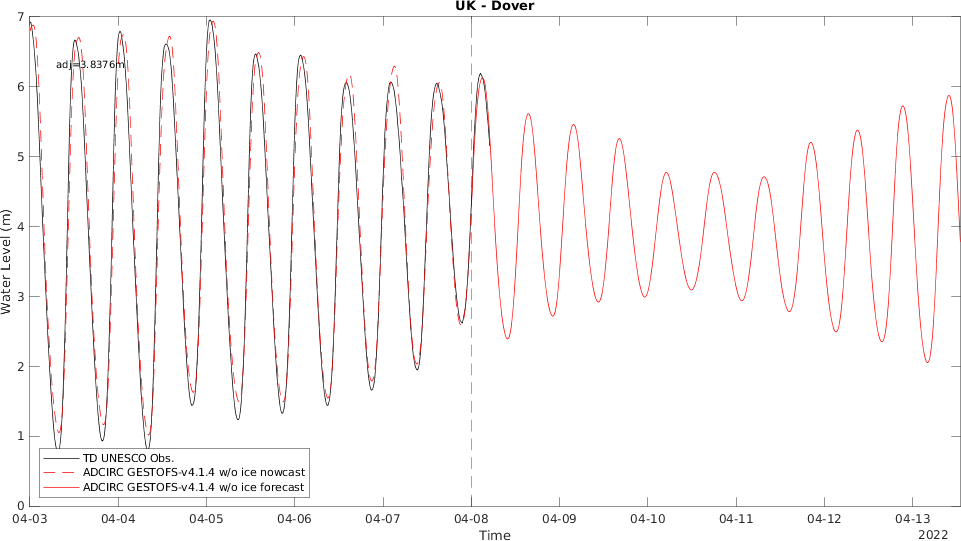 UK - Dover
7
adj=3.8376m
6
5
4
Water Level (m)
3
2
1
TD UNESCO Obs.
ADCIRC GESTOFS-v4.1.4 w/o ice nowcast
ADCIRC GESTOFS-v4.1.4 w/o ice forecast
0
04-03 04-04 04-05 04-06 04-07 04-08 04-09 04-10 04-11 04-12 04-13
Time
2022